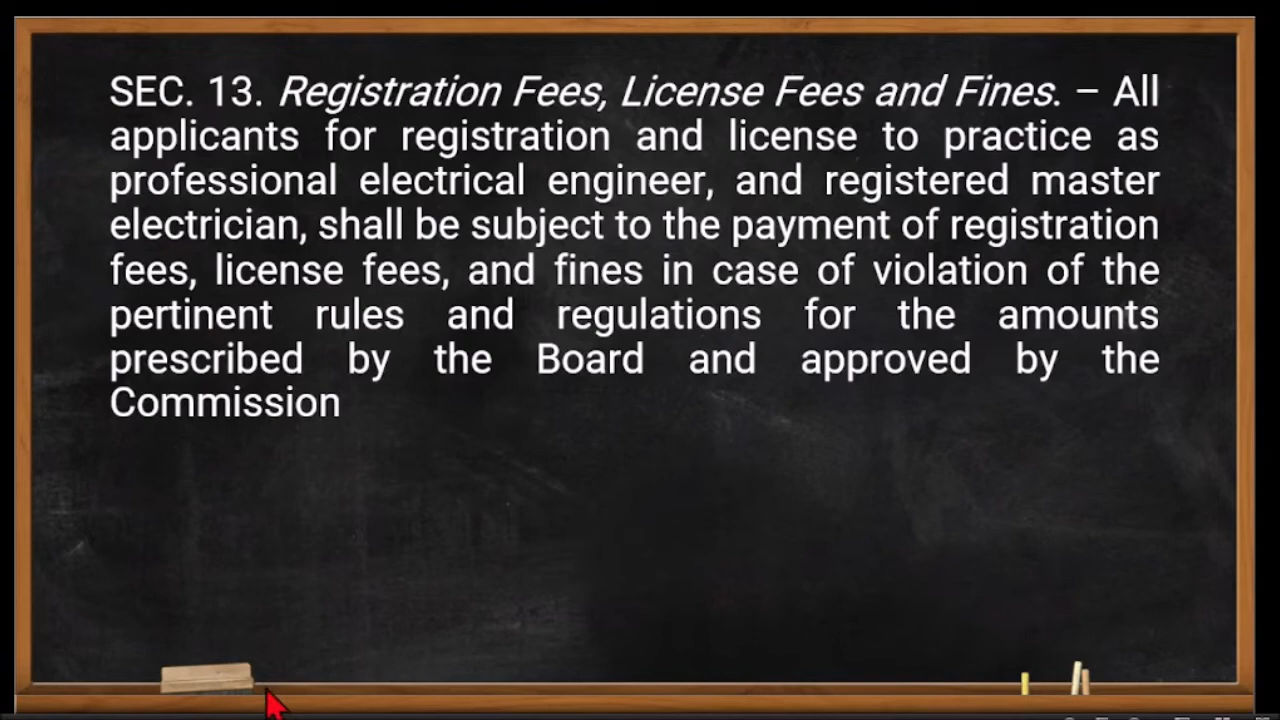 SEC. 13. Registration Fees, License Fees and Fines. – All
applicants for registration and license to practice as
professional electrical engineer, and registered master
electrician, shall be subject to the payment of registration
fees, license fees, and fines in case of violation of the
pertinent rules and regulations for the amounts
prescribed by the Board and approved by the
Commission